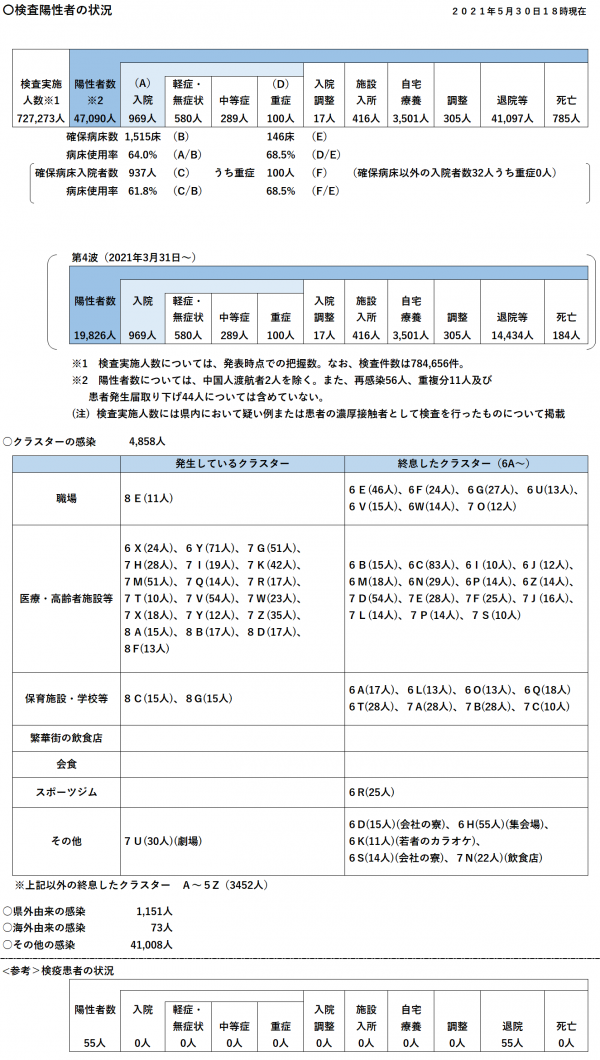 ○検査陽性者の状況
２０２１年５月３０日１８時現在
検査実施人数※1 陽性者数※2 （A）入院 軽症・無症状 中等症 （D）重症 入院調整 施設入所 自宅療養 調整 退院等 死亡
727,273人 47,090人 969人 580人 289人 100人 17人 416人 3,501人 305人 41,097人 785人
確保病床数 1,515床 （B） 146床 （E）
病床使用率 64.0% （A/B） 68.5% （D/E）
確保病床入院者数 937人 （C） うち重症 100人 （F） （確保病床以外の入院者数32人うち重症0人）
病床使用率 61.8% （C/B） 68.5% （F/E）
第4波（2021年3月31日～）
陽性者数 入院 軽症・無症状 中等症 重症 入院調整 施設入所 自宅療養 調整 退院等 死亡
19,826人 969人 580人 289人 100人 17人 416人 3,501人 305人 14,434人 184人
※1 検査実施人数については、発表時点での把握数。なお、検査件数は784,656件。
※2 陽性者数については、中国人渡航者2人を除く。また、再感染56人、重複分11人及び
患者発生届取り下げ44人については含めていない。
（注）検査実施人数には県内において疑い例または患者の濃厚接触者として検査を行ったものについて掲載
○クラスターの感染 4,858人
発生しているクラスター 終息したクラスター（6A～）
職場
８Ｅ(11人)
６Ｅ(46人)、６Ｆ(24人)、６Ｇ(27人)、６Ｕ(13人)、
６Ｖ(15人)、６Ｗ(14人)、７Ｏ(12人)
医療・高齢者施設等
６Ｘ(24人)、６Ｙ(71人)、７Ｇ(51人)、
７Ｈ(28人)、７Ｉ(19人)、７Ｋ(42人)、
７Ｍ(51人)、７Ｑ(14人)、７Ｒ(17人)、
７Ｔ(10人)、７Ｖ(54人)、７Ｗ(23人)、
７Ｘ(18人)、７Ｙ(12人)、７Ｚ(35人)、
８Ａ(15人)、８Ｂ(17人)、８Ｄ(17人)、
８Ｆ(13人)
６Ｂ(15人)、６Ｃ(83人)、６Ｉ(10人)、６Ｊ(12人)、
６Ｍ(18人)、６Ｎ(29人)、６Ｐ(14人)、６Ｚ(14人)、
７Ｄ(54人)、７Ｅ(28人)、７Ｆ(25人)、７Ｊ(16人)、
７Ｌ(14人)、７Ｐ(14人)、７Ｓ(10人)
保育施設・学校等
８Ｃ(15人)、８Ｇ(15人)
６Ａ(17人)、６Ｌ(13人)、６Ｏ(13人)、６Ｑ(18人)
６Ｔ(28人)、７Ａ(28人)、７Ｂ(28人)、７Ｃ(10人)
繁華街の飲食店
会食
スポーツジム
６Ｒ(25人)
その他
７Ｕ(30人)(劇場)
６Ｄ(15人)(会社の寮)、６Ｈ(55人)(集会場)、
６Ｋ(11人)(若者のカラオケ)、
６Ｓ(14人)(会社の寮)、７Ｎ(22人)(飲食店)
※上記以外の終息したクラスター Ａ～５Ｚ（3452人）
○県外由来の感染 1,151人
○海外由来の感染 73人
○その他の感染 41,008人
<参考＞検疫患者の状況
陽性者数 入院 軽症・無症状 中等症 重症 入院調整 施設入所 自宅療養 調整 退院 死亡
55人 0人 0人 0人 0人 0人 0人 0人 0人 55人 0人